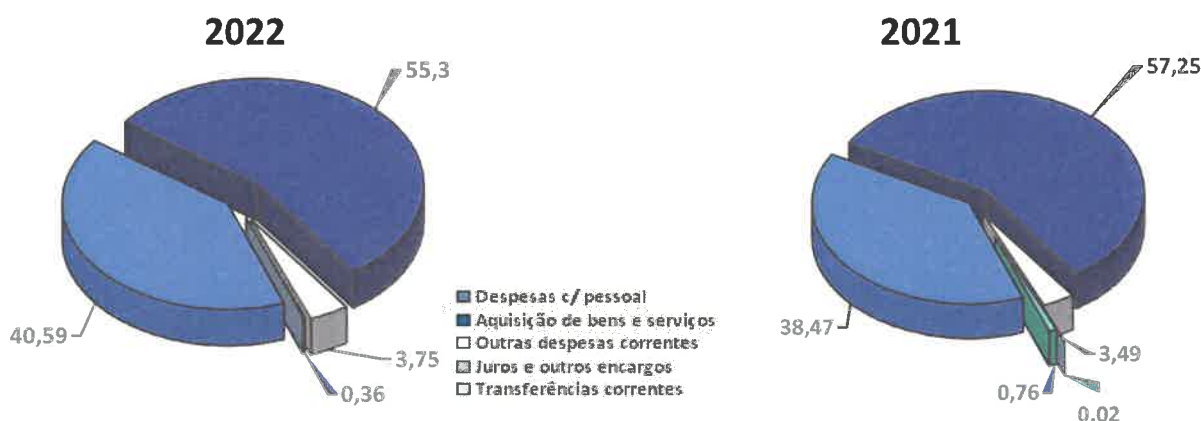 2022
55,3
40,59
3,75
0,36
Despesas c/ pessoal
Aquisição de bens e serviços
Outras despesas correntes
Juros e outros encargos
Transferências correntes
2021
57,25
38,47
3,49
0,76
0,02